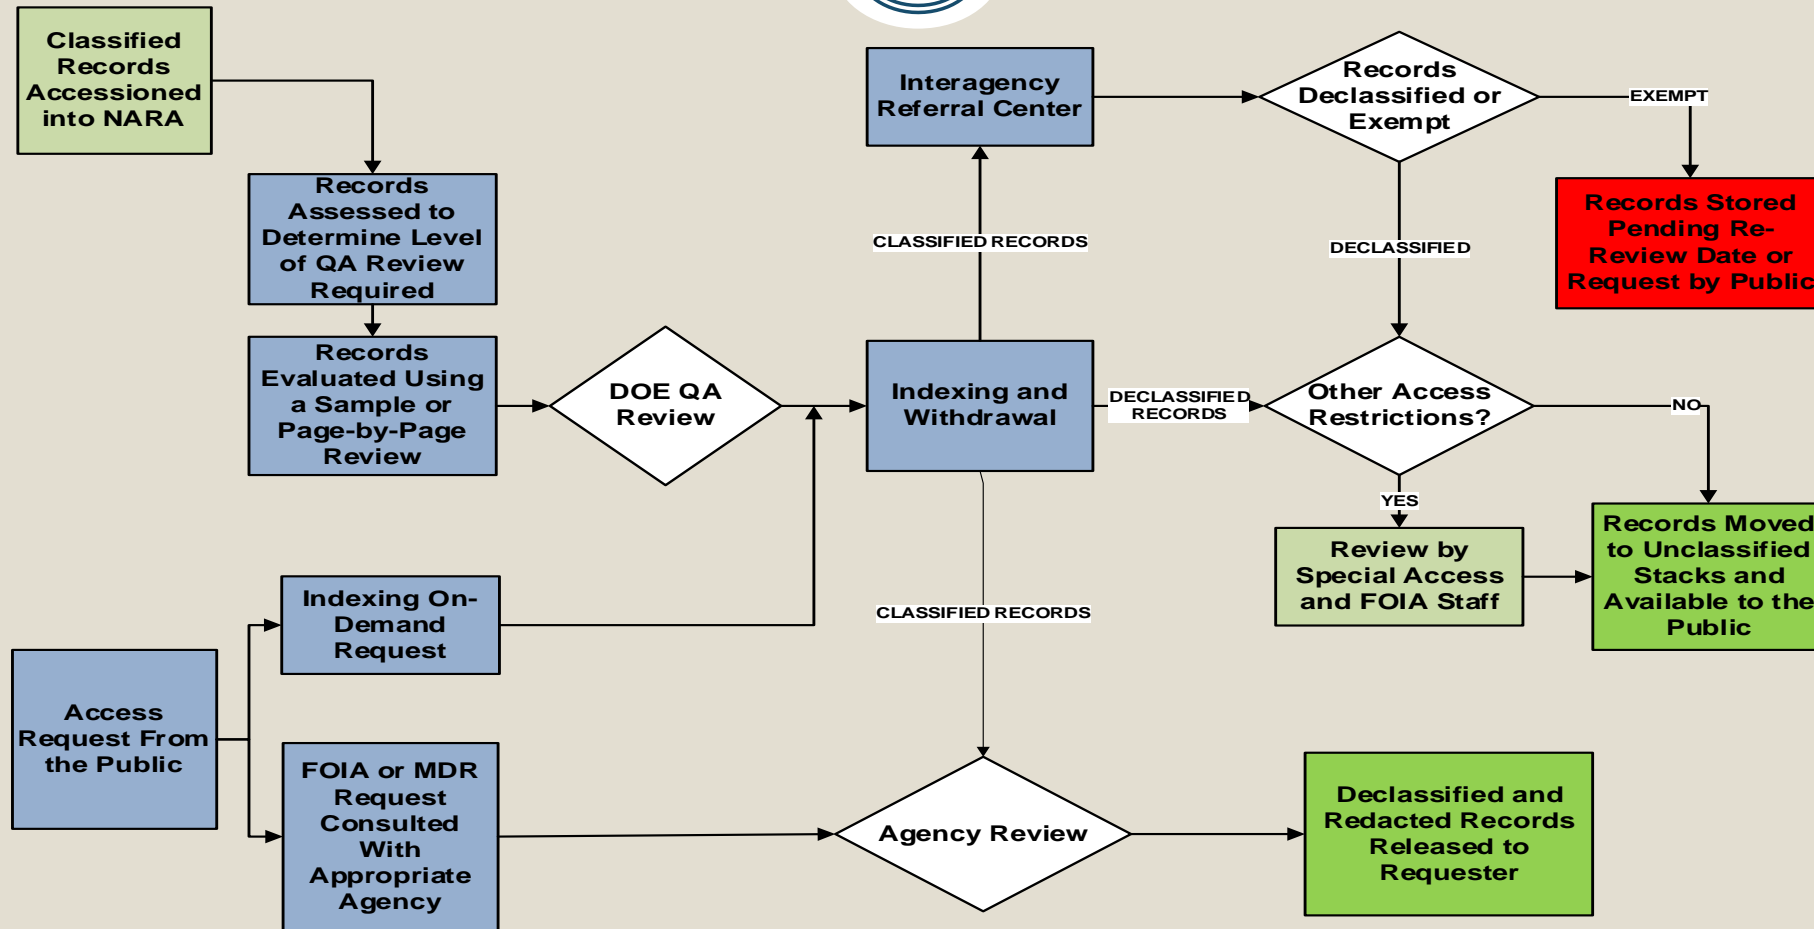 Classified
Records
Accessioned
into NARA
Records
Assessed to
Determine Level
of QA Review
Required
Records
Evaluated Using
a Sample or
Page-by-Page
Review
DOE QA
Review
Interagency
Referral Center
Records
Declassified or
Exempt
EXEMPT
Records Stored
Pending Re-
Review Date or
Request by Public
CLASSIFIED RECORDS
DECLASSIFIED
Indexing and
Withdrawal
DECLASSIFIED
RECORDS
Other Access
Restrictions?
NO
YES
Review by
Special Access
and FOIA Staff
Records Moved
to Unclassified
Stacks and
Available to the
Public
Indexing On-
Demand
Request
CLASSIFIED RECORDS
Access
Request From
the Public
FOIA or MDR
Request
Consulted
With
Appropriate
Agency
Agency Review
Declassified and
Redacted Records
Released to
Requester